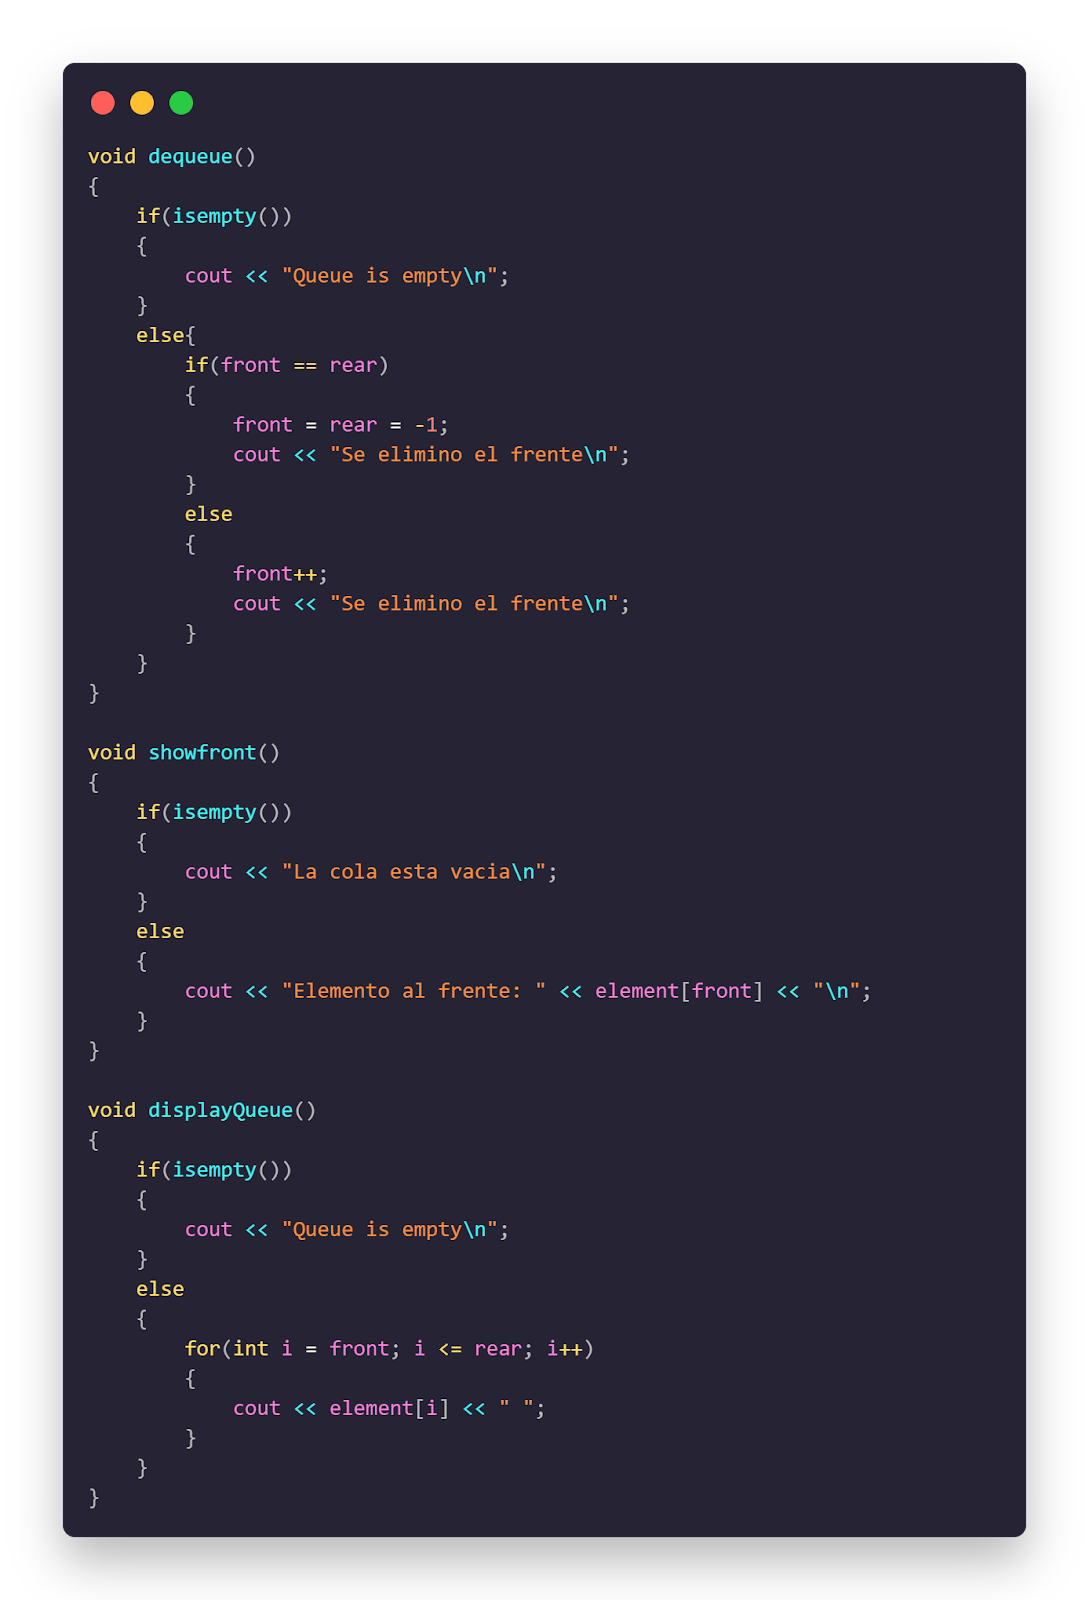 void dequeue()
{
    if(isempty())
    {
        cout << "Queue is empty\n";
    }
    else{
        if(front == rear)
        {
            front = rear = -1;
            cout << "Se elimino el frente\n";
        }
        else
        {
            front++;
            cout << "Se elimino el frente\n";
        }
    }
}

void showfront()
{
    if(isempty())
    {
        cout << "La cola esta vacia\n";
    }
    else
    {
        cout << "Elemento al frente: " << element[front] << "\n";
    }
}

void displayQueue()
{
    if(isempty())
    {
        cout << "Queue is empty\n";
    }
    else
    {
        for(int i = front; i <= rear; i++)
        {
            cout << element[i] << " ";
        }
    }
}